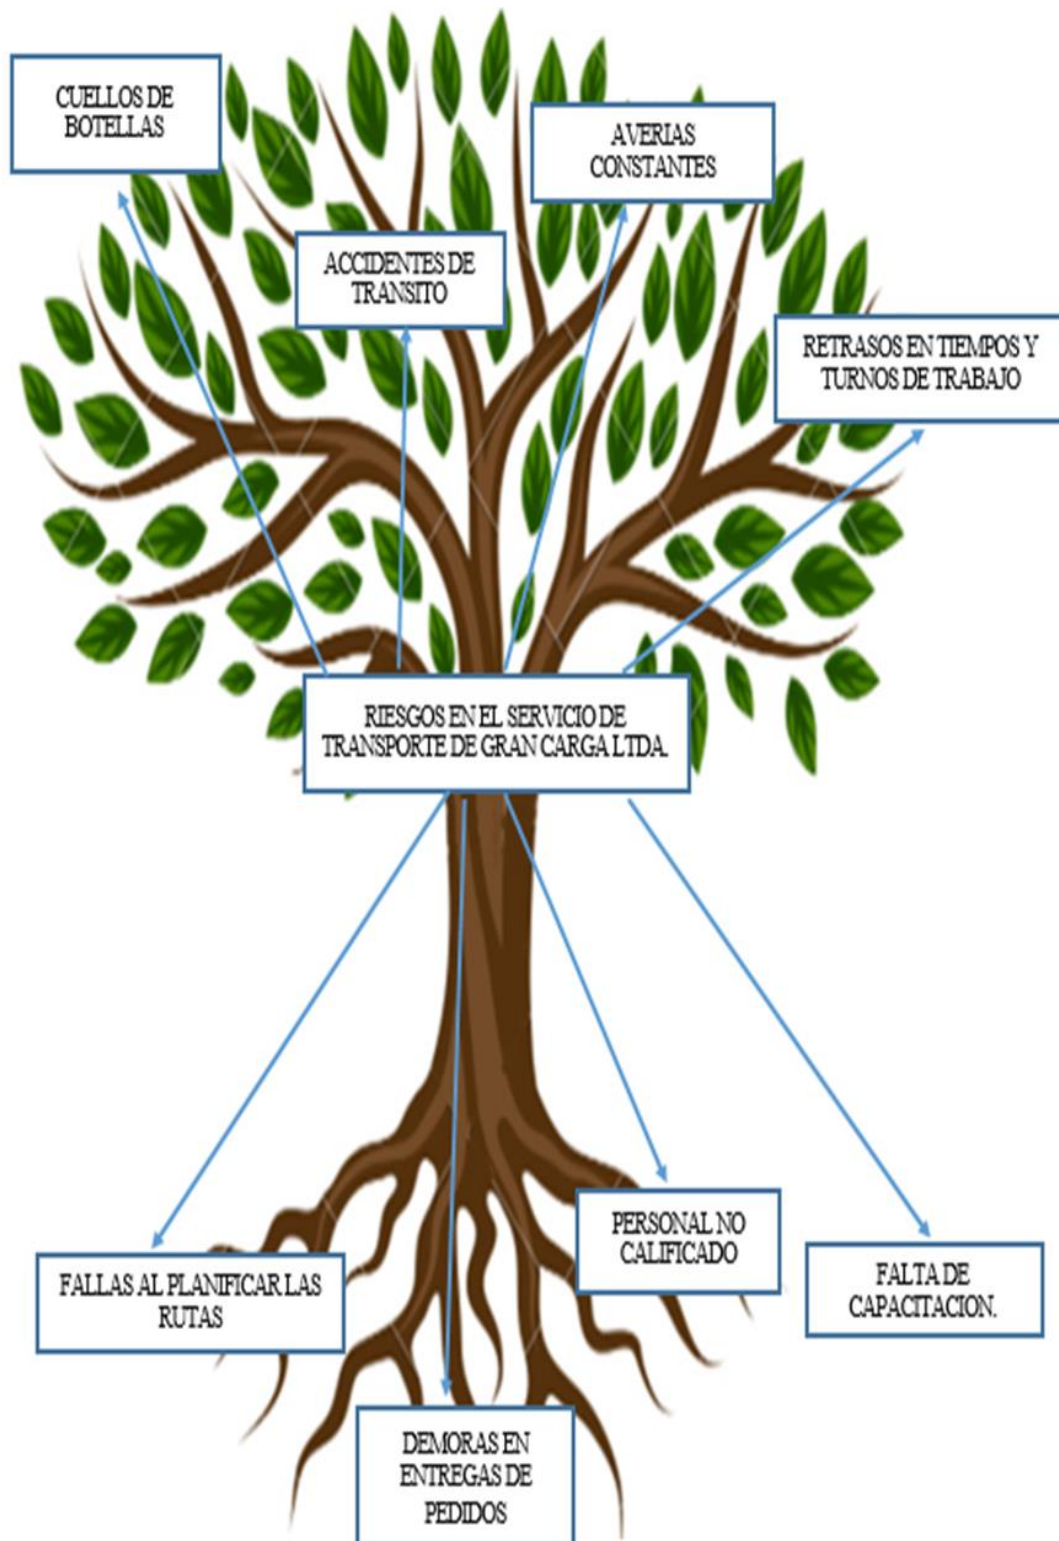 CUELLOS DE
BOTELLAS
AVERIAS
CONSTANTES
ACCIDENTES DE
TRANSITO
RETRASOS EN TIEMPOS Y
TURNOS DE TRABAJO
RIESGOS EN EL SERVICIO DE
TRANSPORTE DE GRAN CARGA LTDA.
PERSONAL NO
CALIFICADO
FALLAS AL PLANIFICAR LAS
RUTAS
FALTA DE
CAPACITACION.
DEMORAS EN
ENTREGAS DE
PEDIDOS